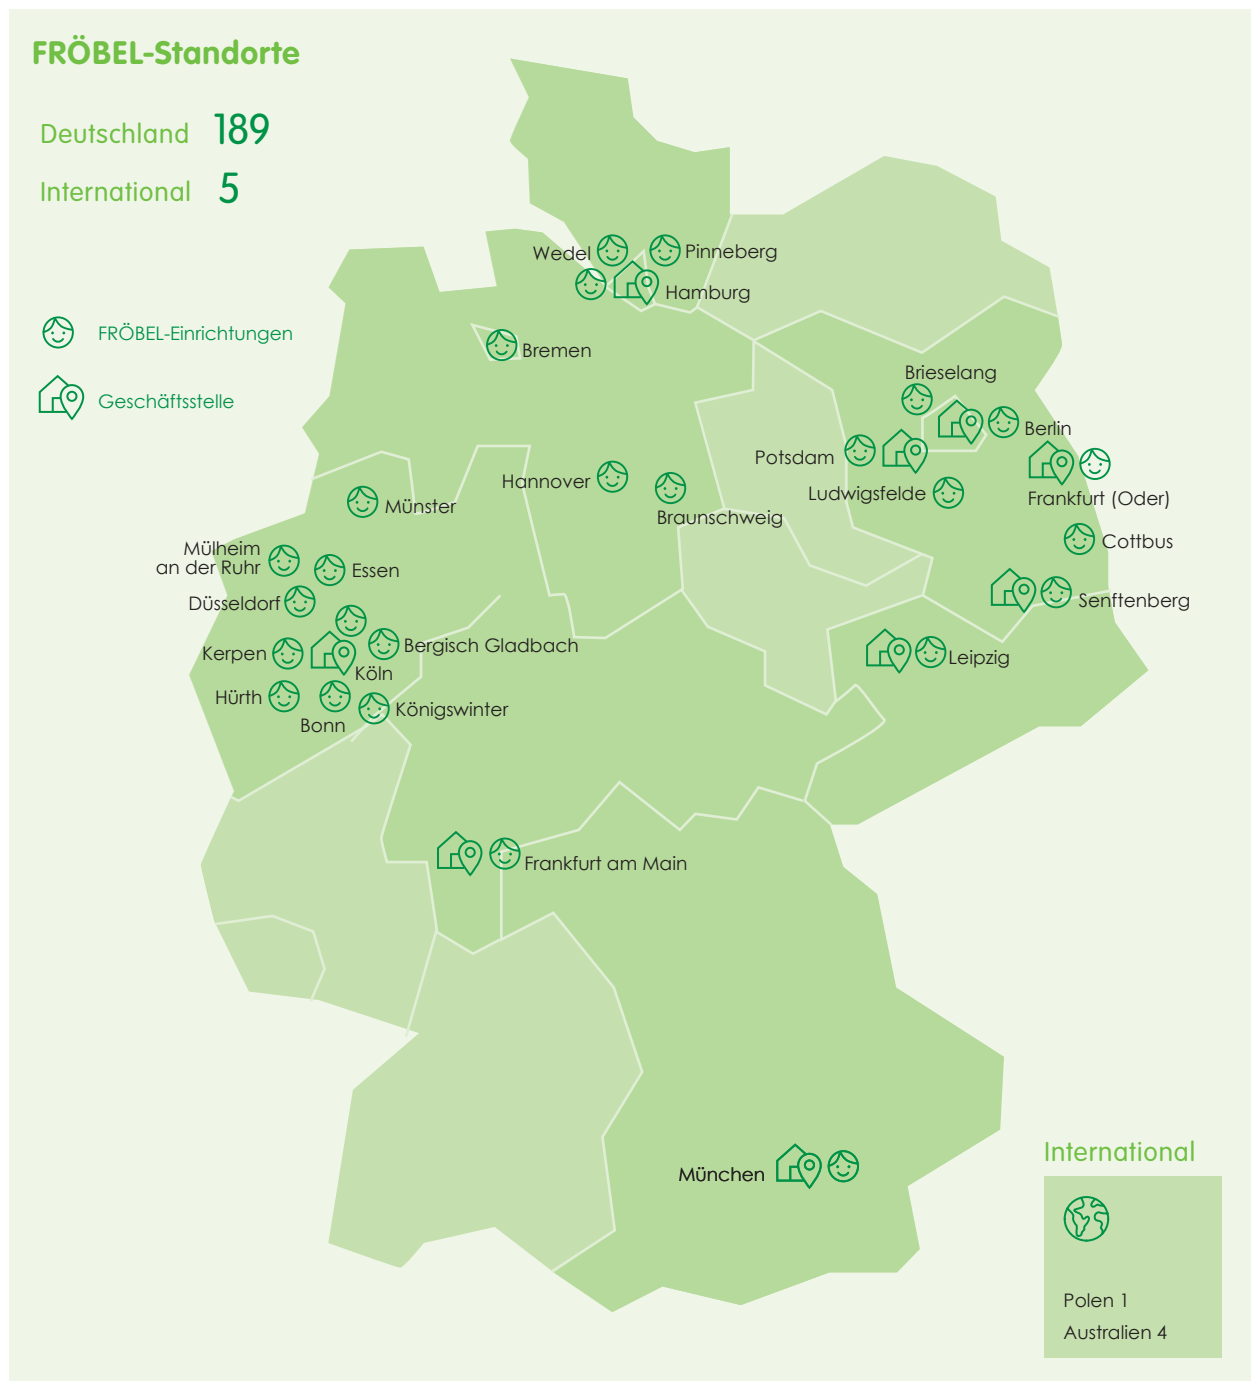 FRÖBEL-Standorte
Deutschland 189
International 5
FRÖBEL-Einrichtungen
Geschäftsstelle
Wedel
Pinneberg
Hamburg
Bremen
Brieselang
Berlin
Potsdam
Frankfurt (Oder)
Ludwigsfelde
Hannover
Braunschweig
Münster
Cottbus
Mülheim
an der Ruhr
Essen
Düsseldorf
Senftenberg
Bergisch Gladbach
Kerpen
Köln
Leipzig
Hürth
Bonn
Königswinter
Frankfurt am Main
München
International
Polen 1
Australien 4